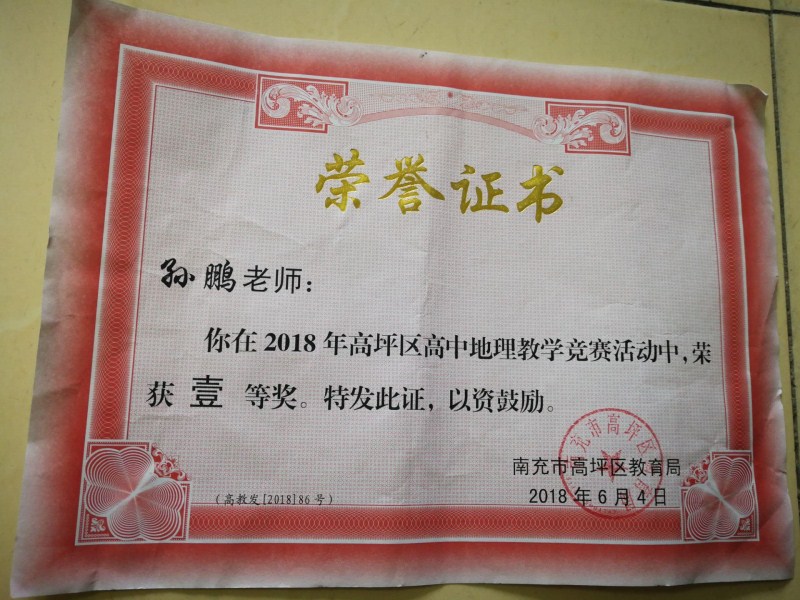 荣誉证书
孙鹏老师：
你在2018年高坪区高中地理教学竞赛活动中,荣
获壹等奖。特发此证，以资鼓励。
南充市高坪区教育局
2018年6月4日
（高教发[2018]86号）